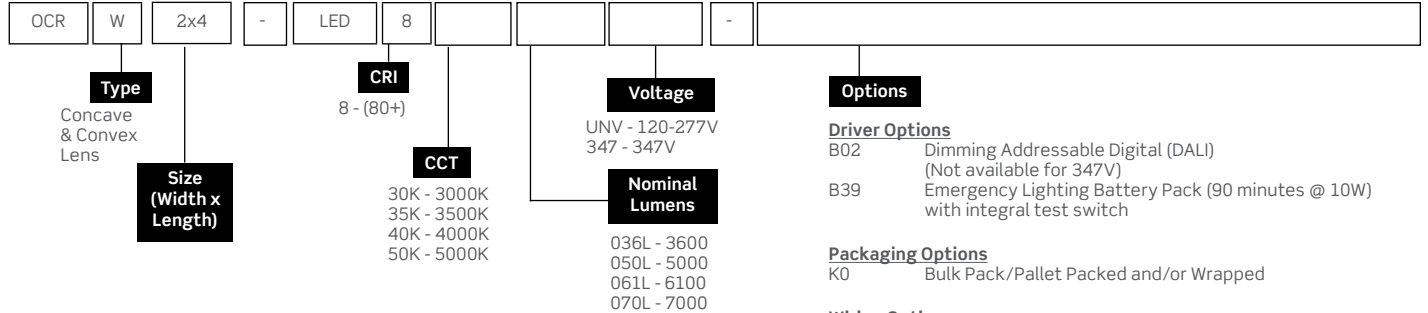 OCR W 2x4 - LED 8 -
Type
Concave
& Convex
Lens
Size
(Width x
Length)
CRI
8 - (80+)
CCT
30K - 3000K
35K - 3500K
40K - 4000K
50K - 5000K
Voltage
UNV - 120-277V
347 - 347V
Nominal
Lumens
036L - 3600
050L - 5000
061L - 6100
070L - 7000
Options
Driver Options
B02 Dimming Addressable Digital (DALI)
(Not available for 347V)
B39 Emergency Lighting Battery Pack (90 minutes @ 10W)
with integral test switch
Packaging Options
K0 Bulk Pack/Pallet Packed and/or Wrapped